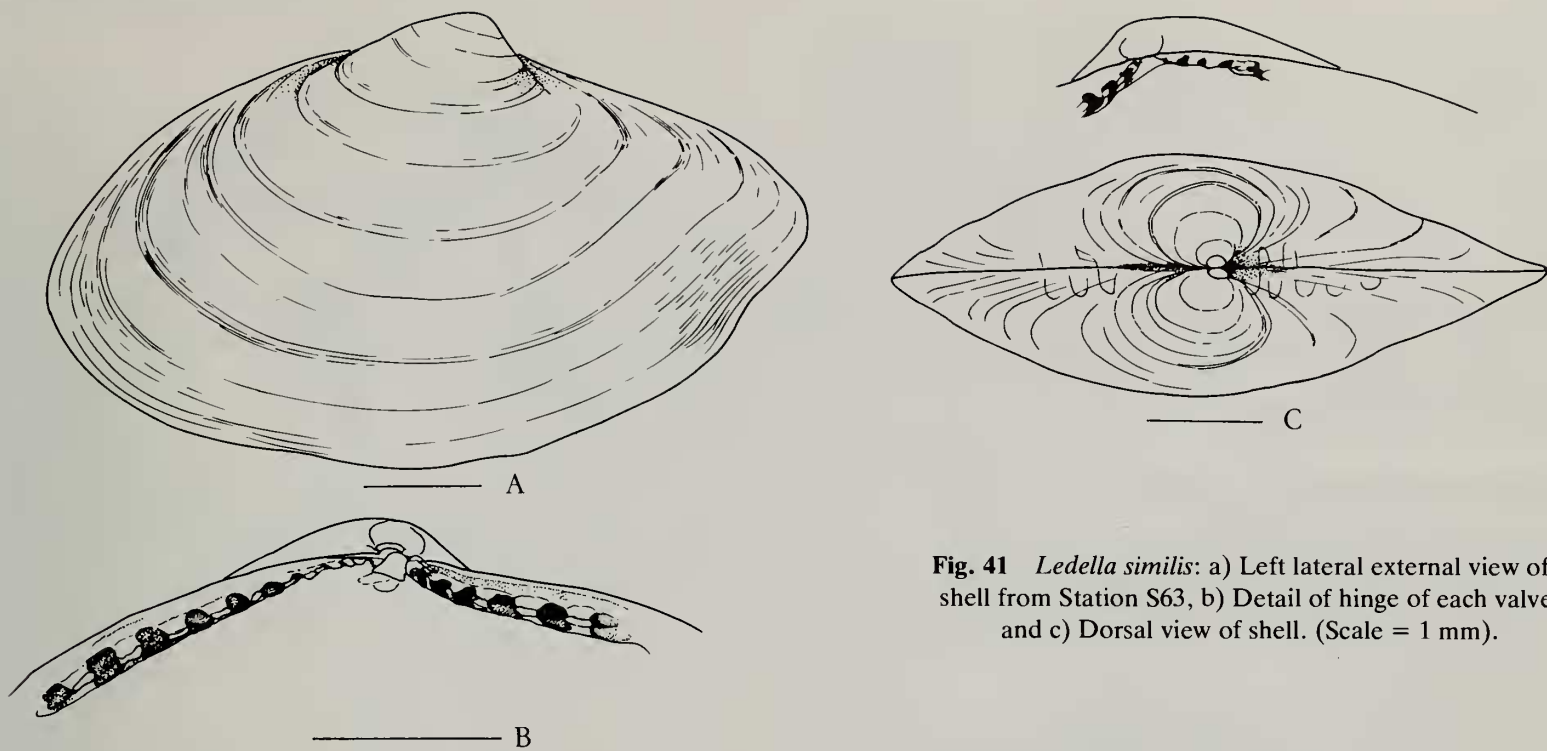 A
B
C
Fig. 41 Ledella similis: a) Left lateral external view of
shell from Station S63, b) Detail of hinge of each valve
and c) Dorsal view of shell. (Scale = 1 mm).